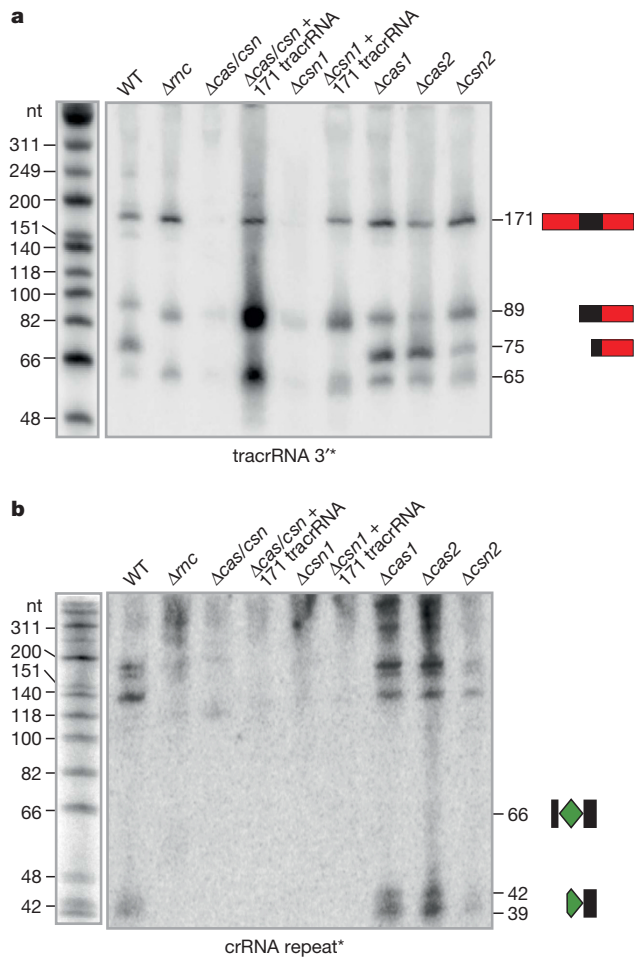 a
WT
Δrnc
Δcas/csn
Δcas/csn +
171 tracrRNA
Δcsn1
Δcsn1 +
171 tracrRNA
Δcas1
Δcas2
Δcsn2
nt
311
249
200
151
140
118
100
82
66
48
171
89
75
65
tracrRNA 3′*
b
WT
Δrnc
Δcas/csn
Δcas/csn +
171 tracrRNA
Δcsn1
Δcsn1 +
171 tracrRNA
Δcas1
Δcas2
Δcsn2
nt
311
200
151
140
118
100
82
66
48
42
66
42
39
crRNA repeat*